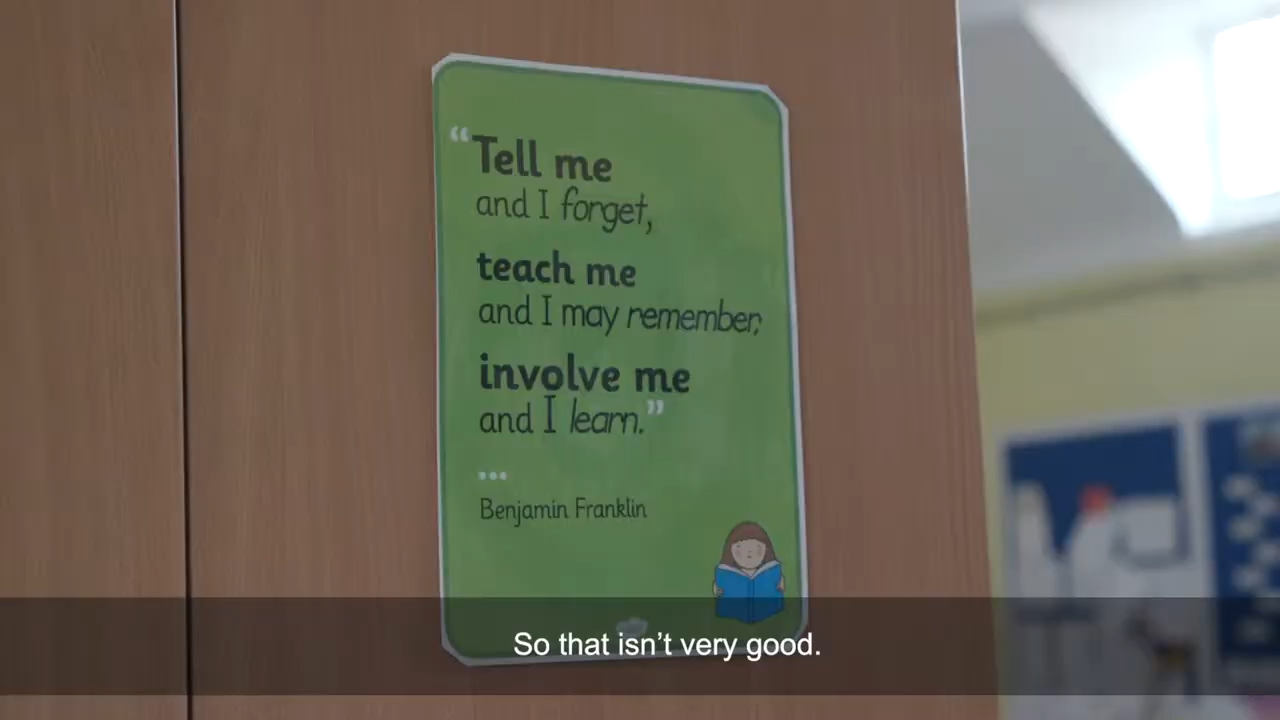 “Tell me
and I forget,
teach me
and I may remember,
involve me
and I learn.”
...
Benjamin Franklin
So that isn’t very good.